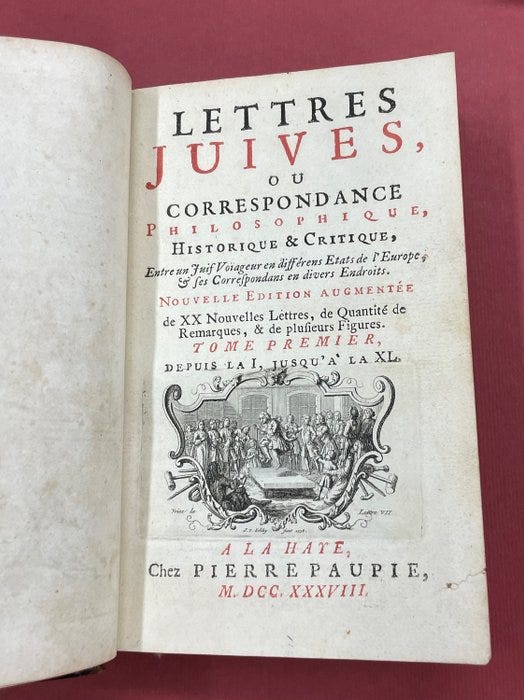 LETTRES
JUIVES,
OU
CORRESPONDANCE
PHILOSOPHIQUE,
HISTORIQUE & CRITIQUE,
Entre un Juif Voiageur en différens Etats de l'Europe,
& ses Correspondans en divers Endroits.
NOUVELLE EDITION AUGMENTÉE
de XX Nouvelles Lettres, de Quantité de
Remarques, & de plusieurs Figures.
TOME PREMIER,
DEPUIS LA I, JUSQU'A LA XL.
Lettre VII
A LA HAYE,
Chez PIERRE PAUPIE,
M. DCC. XXXVIII.